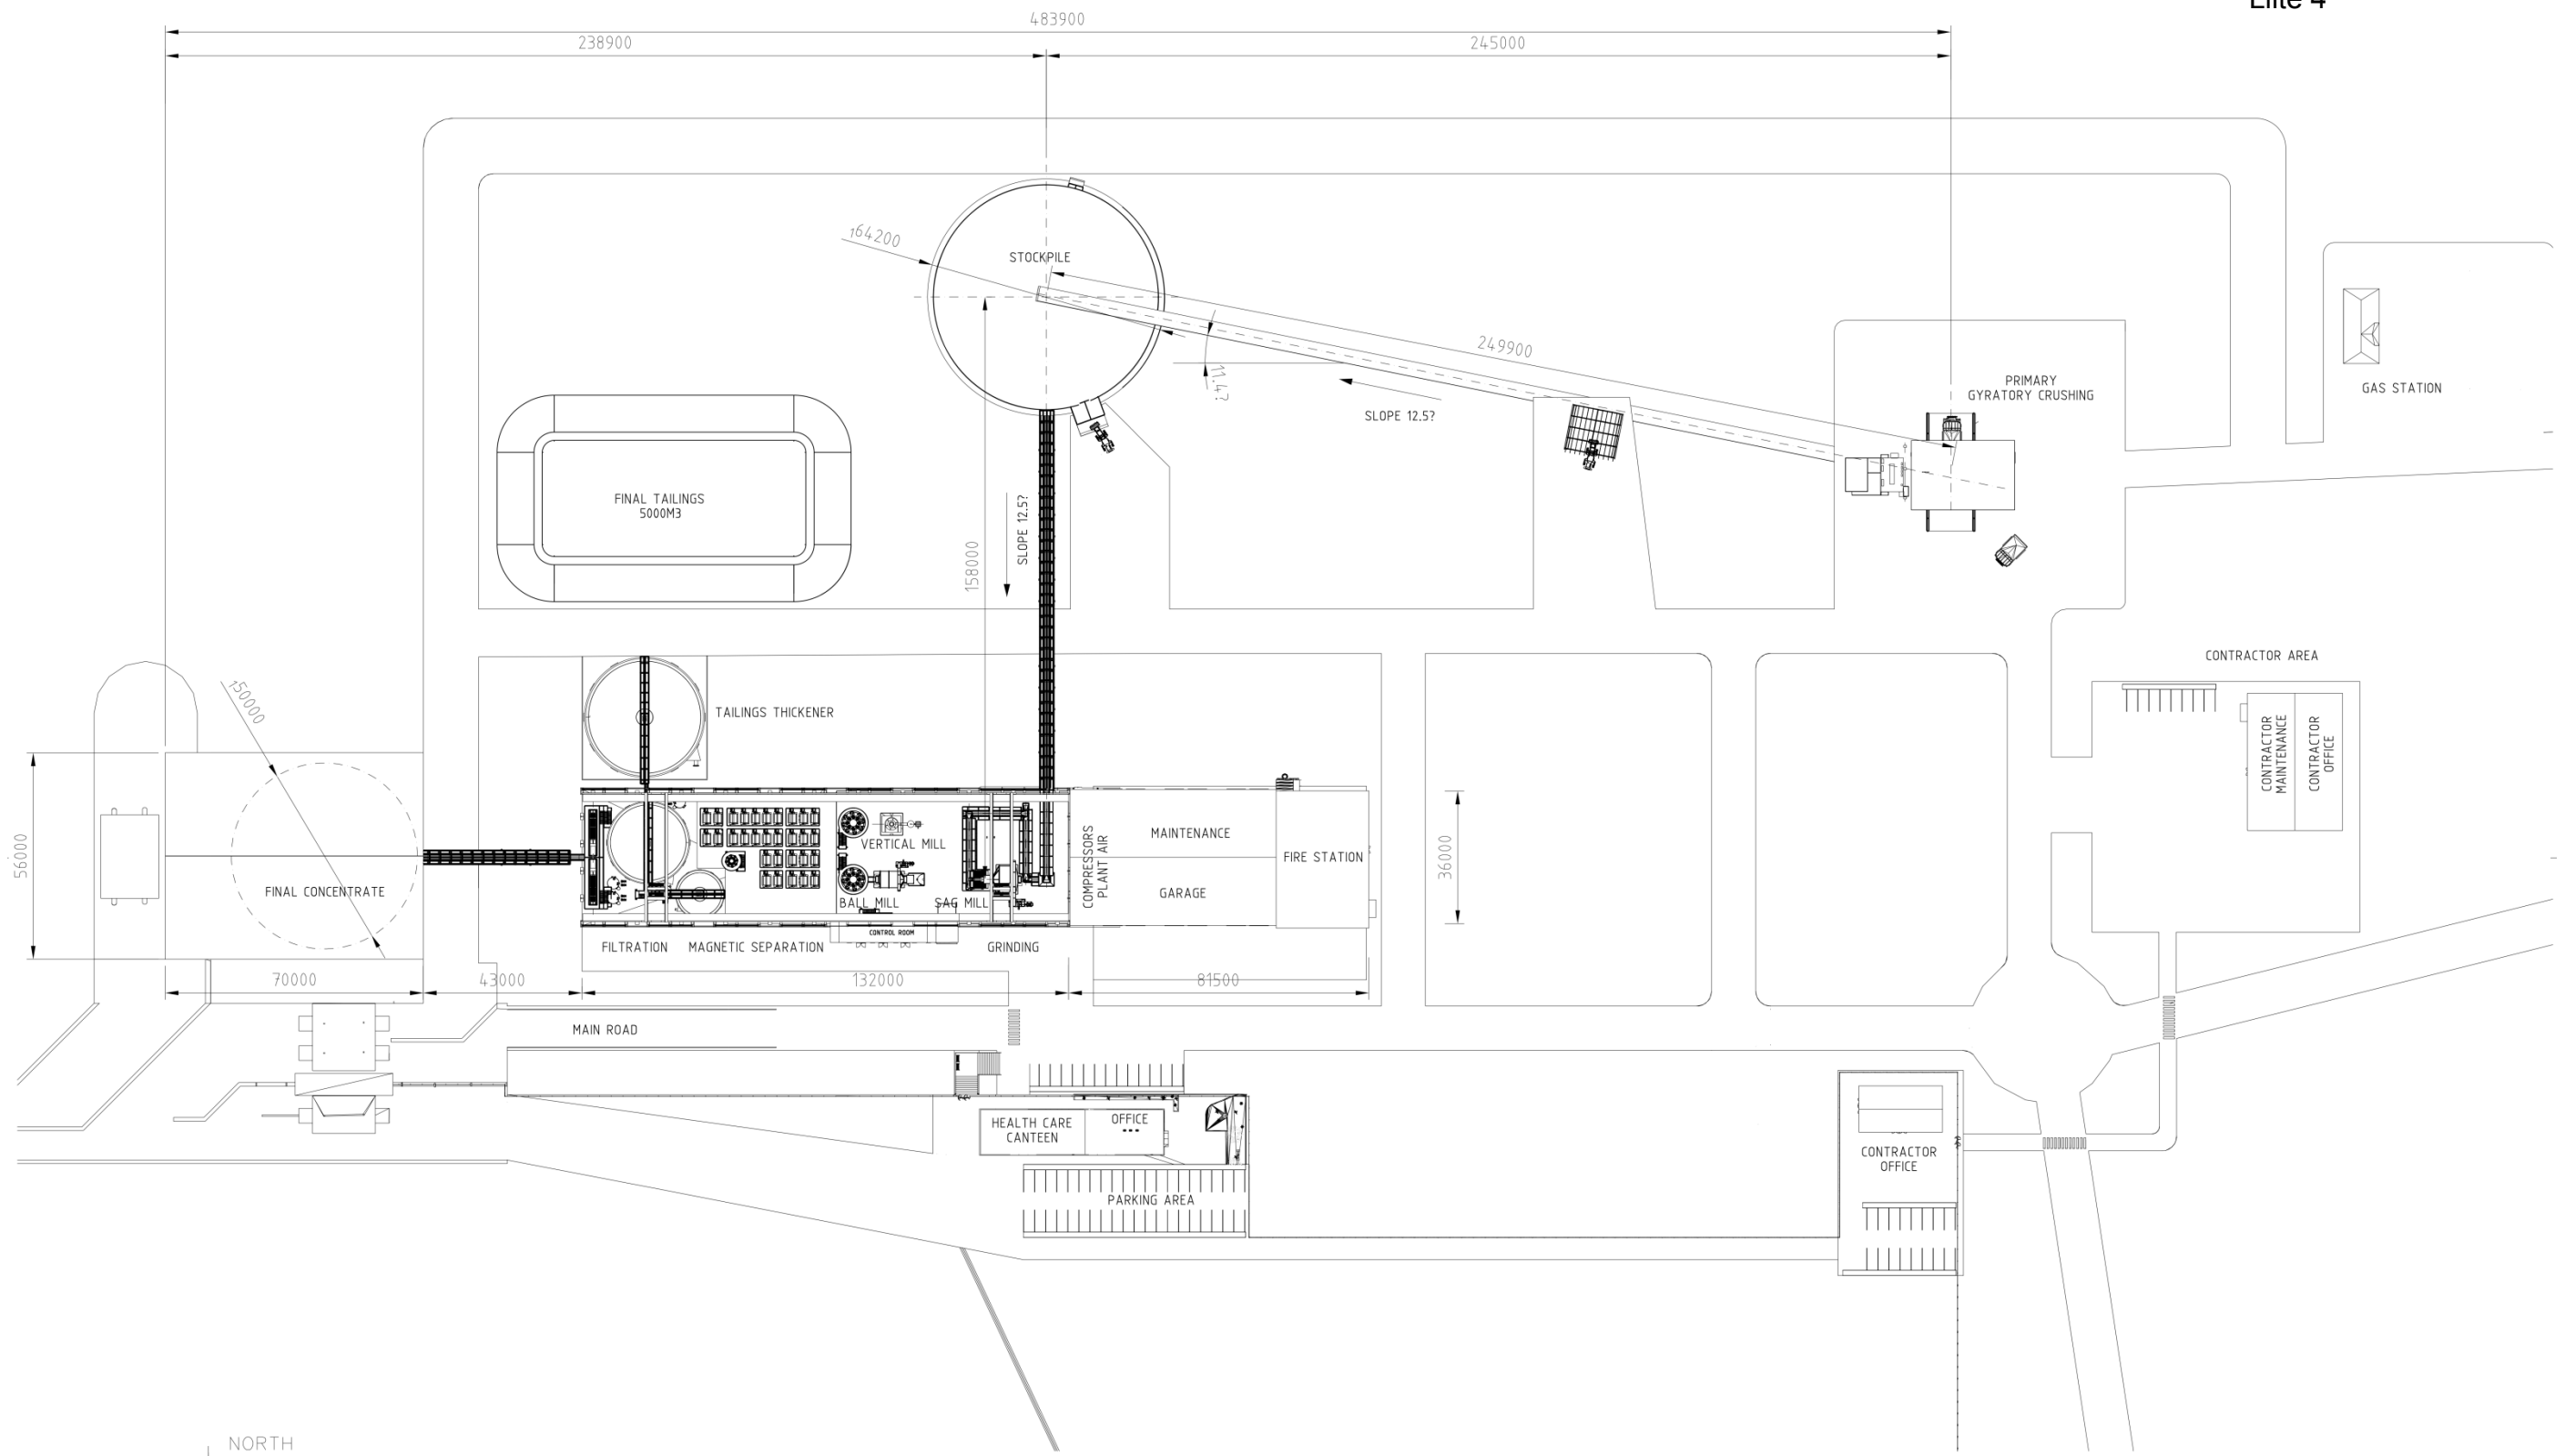 Liite 4
483900
238900
245000
164200
STOCKPILE
249900
11.4?
SLOPE 12.5?
PRIMARY
GYRATORY CRUSHING
GAS STATION
FINAL TAILINGS
5000M3
SLOPE 12.5?
158000
CONTRACTOR AREA
150000
TAILINGS THICKENER
CONTRACTOR
MAINTENANCE
CONTRACTOR
OFFICE
56000
FINAL CONCENTRATE
VERTICAL MILL
BALL MILL
SAG MILL
COMPRESSORS
PLANT AIR
MAINTENANCE
GARAGE
FIRE STATION
36000
CONTROL ROOM
FILTRATION
MAGNETIC SEPARATION
GRINDING
70000
43000
132000
81500
MAIN ROAD
HEALTH CARE
CANTEEN
OFFICE
CONTRACTOR
OFFICE
PARKING AREA
NORTH